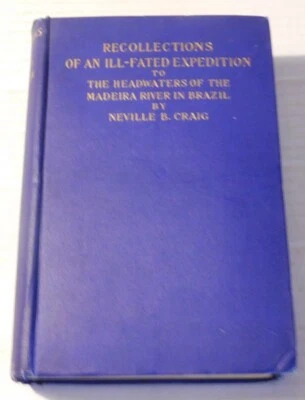 RECOLLECTIONS
OF AN ILL-FATED EXPEDITION
TO
THE HEADWATERS OF THE
MADEIRA RIVER IN BRAZIL
BY
NEVILLE B. CRAIG